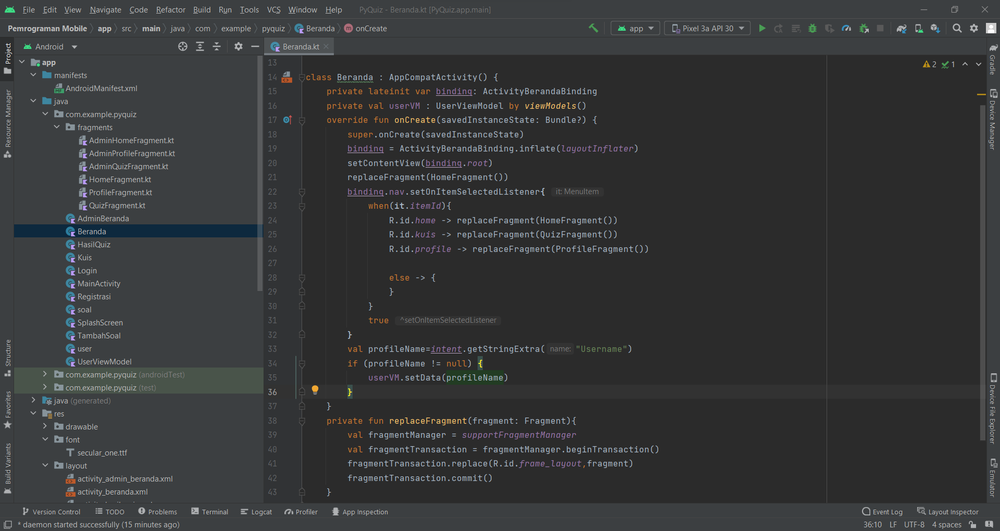 File Edit View Navigate Code Refactor Build Run Tools VCS Window Help PyQuiz - Beranda.kt [PyQuiz.app.main]
Pemrograman Mobile app src main java com example pyquiz Beranda onCreate app Pixel 3a API 30
Project
Resource Manager
Structure
Favorites
Build Variants
Android
app
manifests
AndroidManifest.xml
java
com.example.pyquiz
fragments
AdminHomeFragment.kt
AdminProfileFragment.kt
AdminQuizFragment.kt
HomeFragment.kt
ProfileFragment.kt
QuizFragment.kt
AdminBeranda
Beranda
HasilQuiz
Kuis
Login
MainActivity
Registrasi
soal
SplashScreen
TambahSoal
user
UserViewModel
com.example.pyquiz (androidTest)
com.example.pyquiz (test)
java (generated)
res
drawable
font
secular_one.ttf
layout
activity_admin_beranda.xml
activity_beranda.xml
Beranda.kt
2 1
13
14 class Beranda : AppCompatActivity() {
15 private lateinit var binding: ActivityBerandaBinding
16 private val userVM : UserViewModel by viewModels()
17 override fun onCreate(savedInstanceState: Bundle?) {
18 super.onCreate(savedInstanceState)
19 binding = ActivityBerandaBinding.inflate(layoutInflater)
20 setContentView(binding.root)
21 replaceFragment(HomeFragment())
22 binding.nav.setOnItemSelectedListener{ it: MenuItem
23 when(it.itemId){
24 R.id.home -> replaceFragment(HomeFragment())
25 R.id.kuis -> replaceFragment(QuizFragment())
26 R.id.profile -> replaceFragment(ProfileFragment())
27
28 else -> {
29 }
30 }
31 true ^setOnItemSelectedListener
32 }
33 val profileName=intent.getStringExtra( name: "Username")
34 if (profileName != null) {
35 userVM.setData(profileName)
36 }
37 }
38 private fun replaceFragment(fragment: Fragment){
39 val fragmentManager = supportFragmentManager
40 val fragmentTransaction = fragmentManager.beginTransaction()
41 fragmentTransaction.replace(R.id.frame_layout,fragment)
42 fragmentTransaction.commit()
43 }
Gradle
Device Manager
Device File Explorer
Emulator
Version Control TODO Problems Terminal Logcat Profiler App Inspection Event Log Layout Inspector
* daemon started successfully (15 minutes ago) 36:10 LF UTF-8 4 spaces